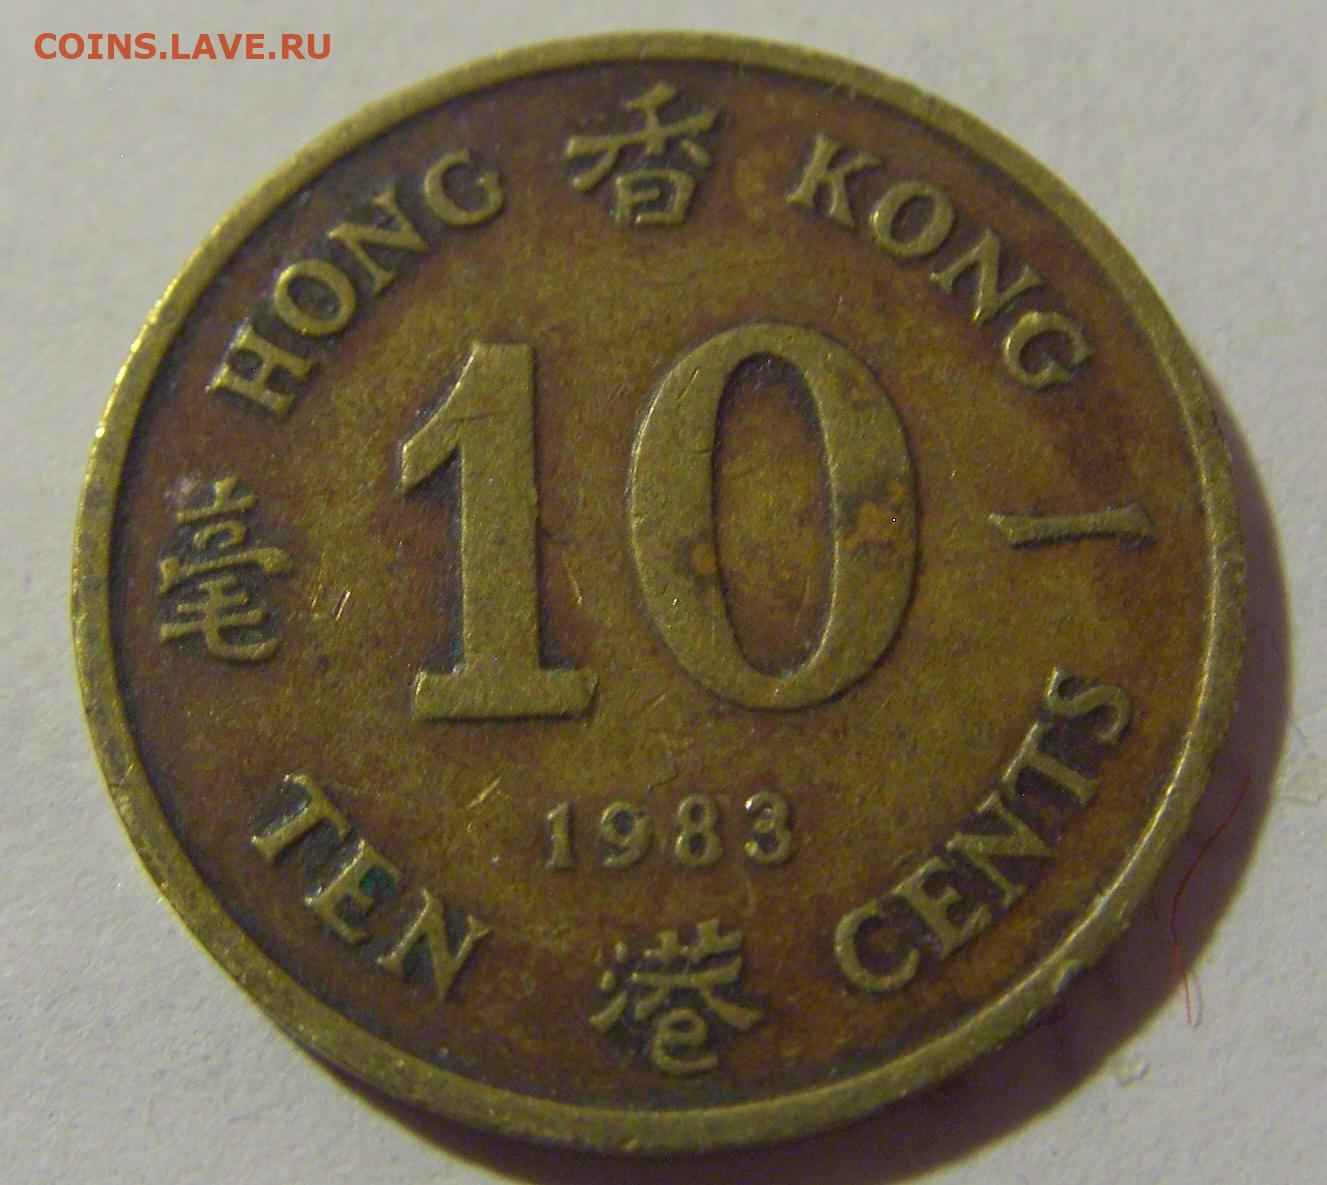 COINS.LAVE.RU
HONG 香 KONG
毫 10 一
1983
TEN 港 CENTS